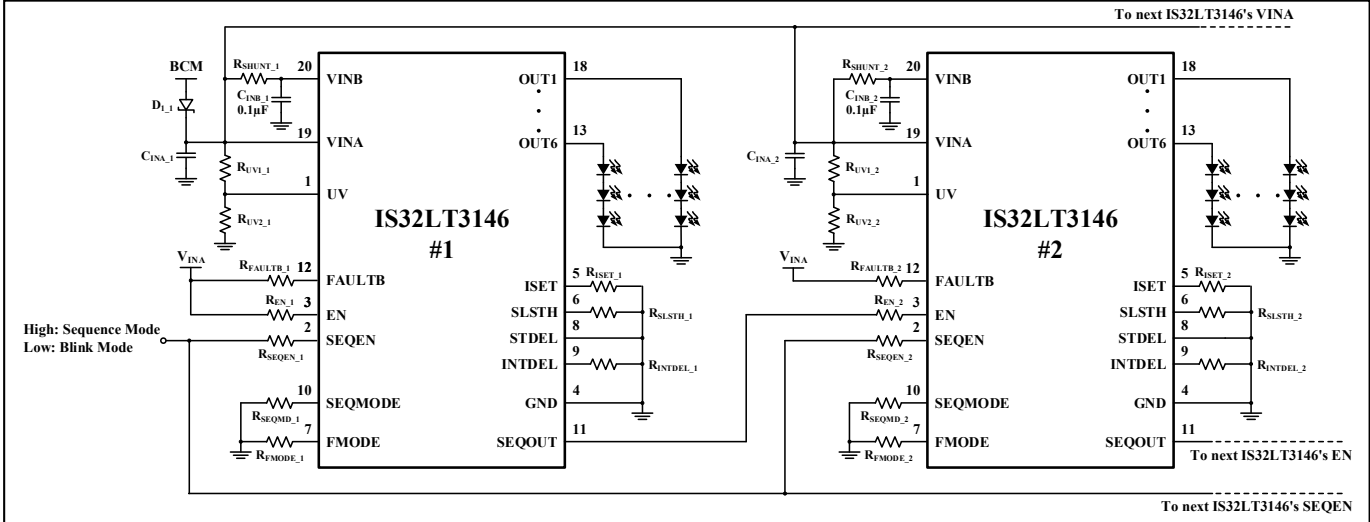 To next IS32LT3146's VINA
BCM
D1_1
CINA_1
RSHUNT_1
CINB_1
0.1µF
RUV1_1
RUV2_1
VINA
RFAULTB_1
REN_1
High: Sequence Mode
Low: Blink Mode
RSEQEN_1
RSEQMD_1
RFMODE_1
20 VINB
19 VINA
1 UV
12 FAULTB
3 EN
2 SEQEN
10 SEQMODE
7 FMODE
IS32LT3146
#1
OUT1 18
OUT6 13
ISET 5
SLSTH 6
STDEL 8
INTDEL 9
GND 4
SEQOUT 11
RISET_1
RSLSTH_1
RINTDEL_1
CINA_2
RSHUNT_2
CINB_2
0.1µF
RUV1_2
RUV2_2
VINA
RFAULTB_2
REN_2
RSEQEN_2
RSEQMD_2
RFMODE_2
20 VINB
19 VINA
1 UV
12 FAULTB
3 EN
2 SEQEN
10 SEQMODE
7 FMODE
IS32LT3146
#2
OUT1 18
OUT6 13
ISET 5
SLSTH 6
STDEL 8
INTDEL 9
GND 4
SEQOUT 11
RISET_2
RSLSTH_2
RINTDEL_2
To next IS32LT3146's EN
To next IS32LT3146's SEQEN